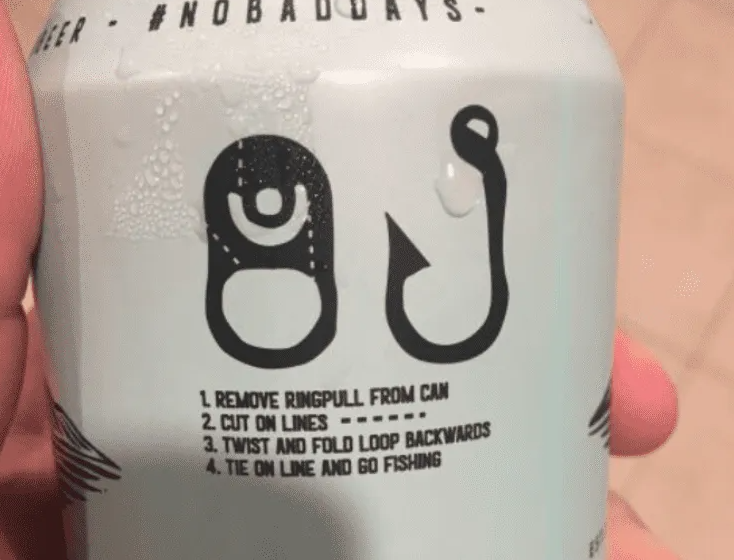 BEER - #NOBADDAYS-
1. REMOVE RINGPULL FROM CAN
2. CUT ON LINES ------
3. TWIST AND FOLD LOOP BACKWARDS
4. TIE ON LINE AND GO FISHING